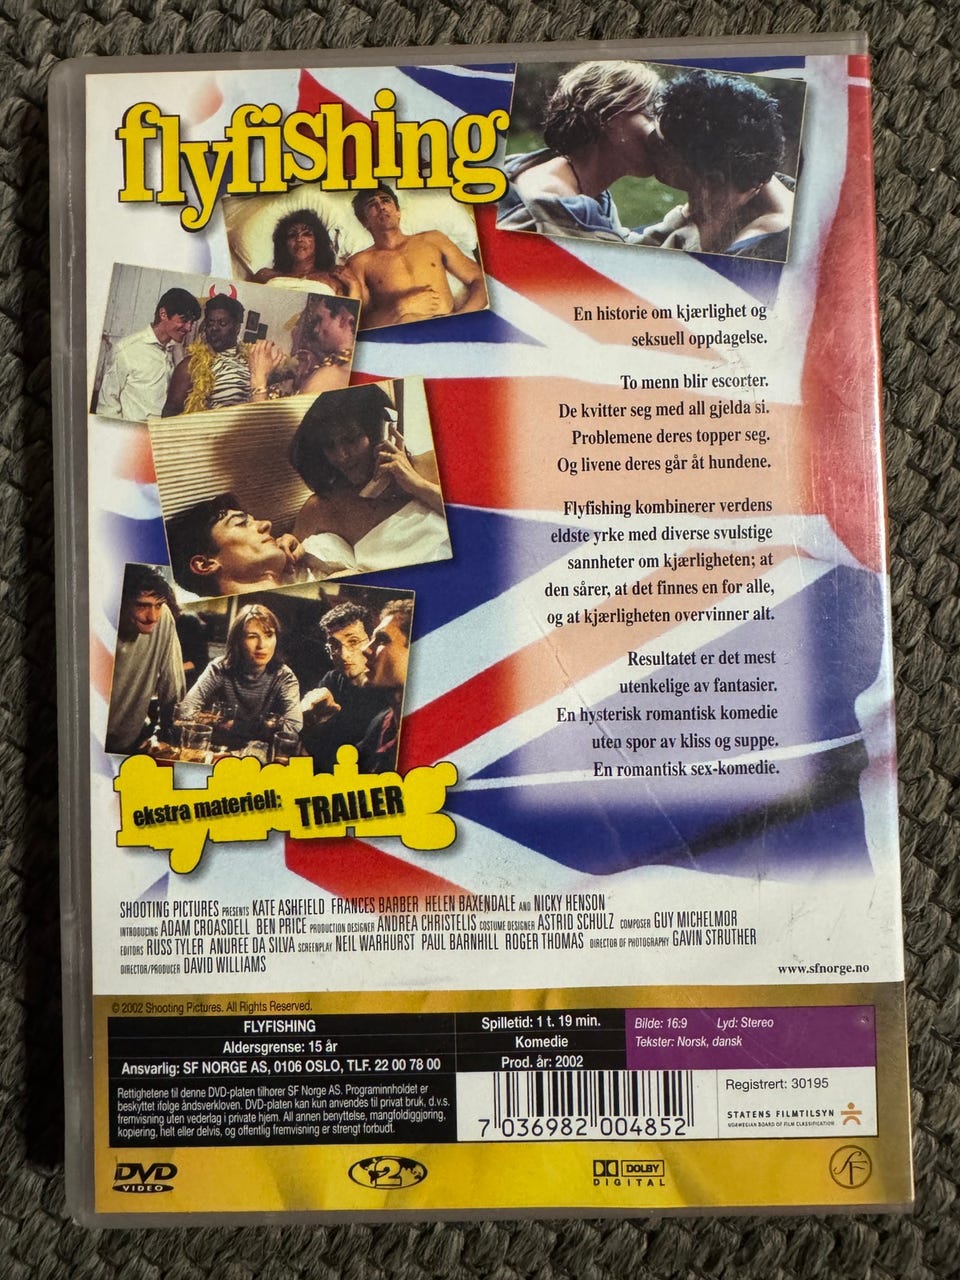 flyfishing
En historie om kjærlighet og
seksuell oppdagelse.
To menn blir escorter.
De kvitter seg med all gjelda si.
Problemene deres topper seg.
Og livene deres går åt hundene.
Flyfishing kombinerer verdens
eldste yrke med diverse svulstige
sannheter om kjærligheten; at
den sårer, at det finnes en for alle,
og at kjærligheten overvinner alt.
Resultatet er det mest
utenkelige av fantasier.
En hysterisk romantisk komedie
uten spor av kliss og suppe.
En romantisk sex-komedie.
flyfishing
ekstra materiell: TRAILER
SHOOTING PICTURES PRESENTS KATE ASHFIELD FRANCES BARBER HELEN BAXENDALE AND NICKY HENSON
INTRODUCING ADAM CROASDELL BEN PRICE PRODUCTION DESIGNER ANDREA CHRISTELIS COSTUME DESIGNER ASTRID SCHULZ COMPOSER GUY MICHELMOR
EDITORS RUSS TYLER ANUREE DA SILVA SCREENPLAY NEIL WARHURST PAUL BARNHILL ROGER THOMAS DIRECTOR OF PHOTOGRAPHY GAVIN STRUTHER
DIRECTOR/PRODUCER DAVID WILLIAMS
www.sfnorge.no
© 2002 Shooting Pictures. All Rights Reserved.
FLYFISHING
Aldersgrense: 15 år
Ansvarlig: SF NORGE AS, 0106 OSLO, TLF. 22 00 78 00
Spilletid: 1 t. 19 min.
Komedie
Prod. år: 2002
Bilde: 16:9 Lyd: Stereo
Tekster: Norsk, dansk
Rettighetene til denne DVD-platen tilhører SF Norge AS. Programinnholdet er
beskyttet ifølge åndsverkloven. DVD-platen kan kun anvendes til privat bruk, d.v.s.
fremvisning uten vederlag i private hjem. All annen benyttelse, mangfoldiggjøring,
kopiering, helt eller delvis, og offentlig fremvisning er strengt forbudt.
7 036982 004852
Registrert: 30195
STATENS FILMTILSYN
NORWEGIAN BOARD OF FILM CLASSIFICATION
DVD
VIDEO
2
DOLBY
DIGITAL
SF